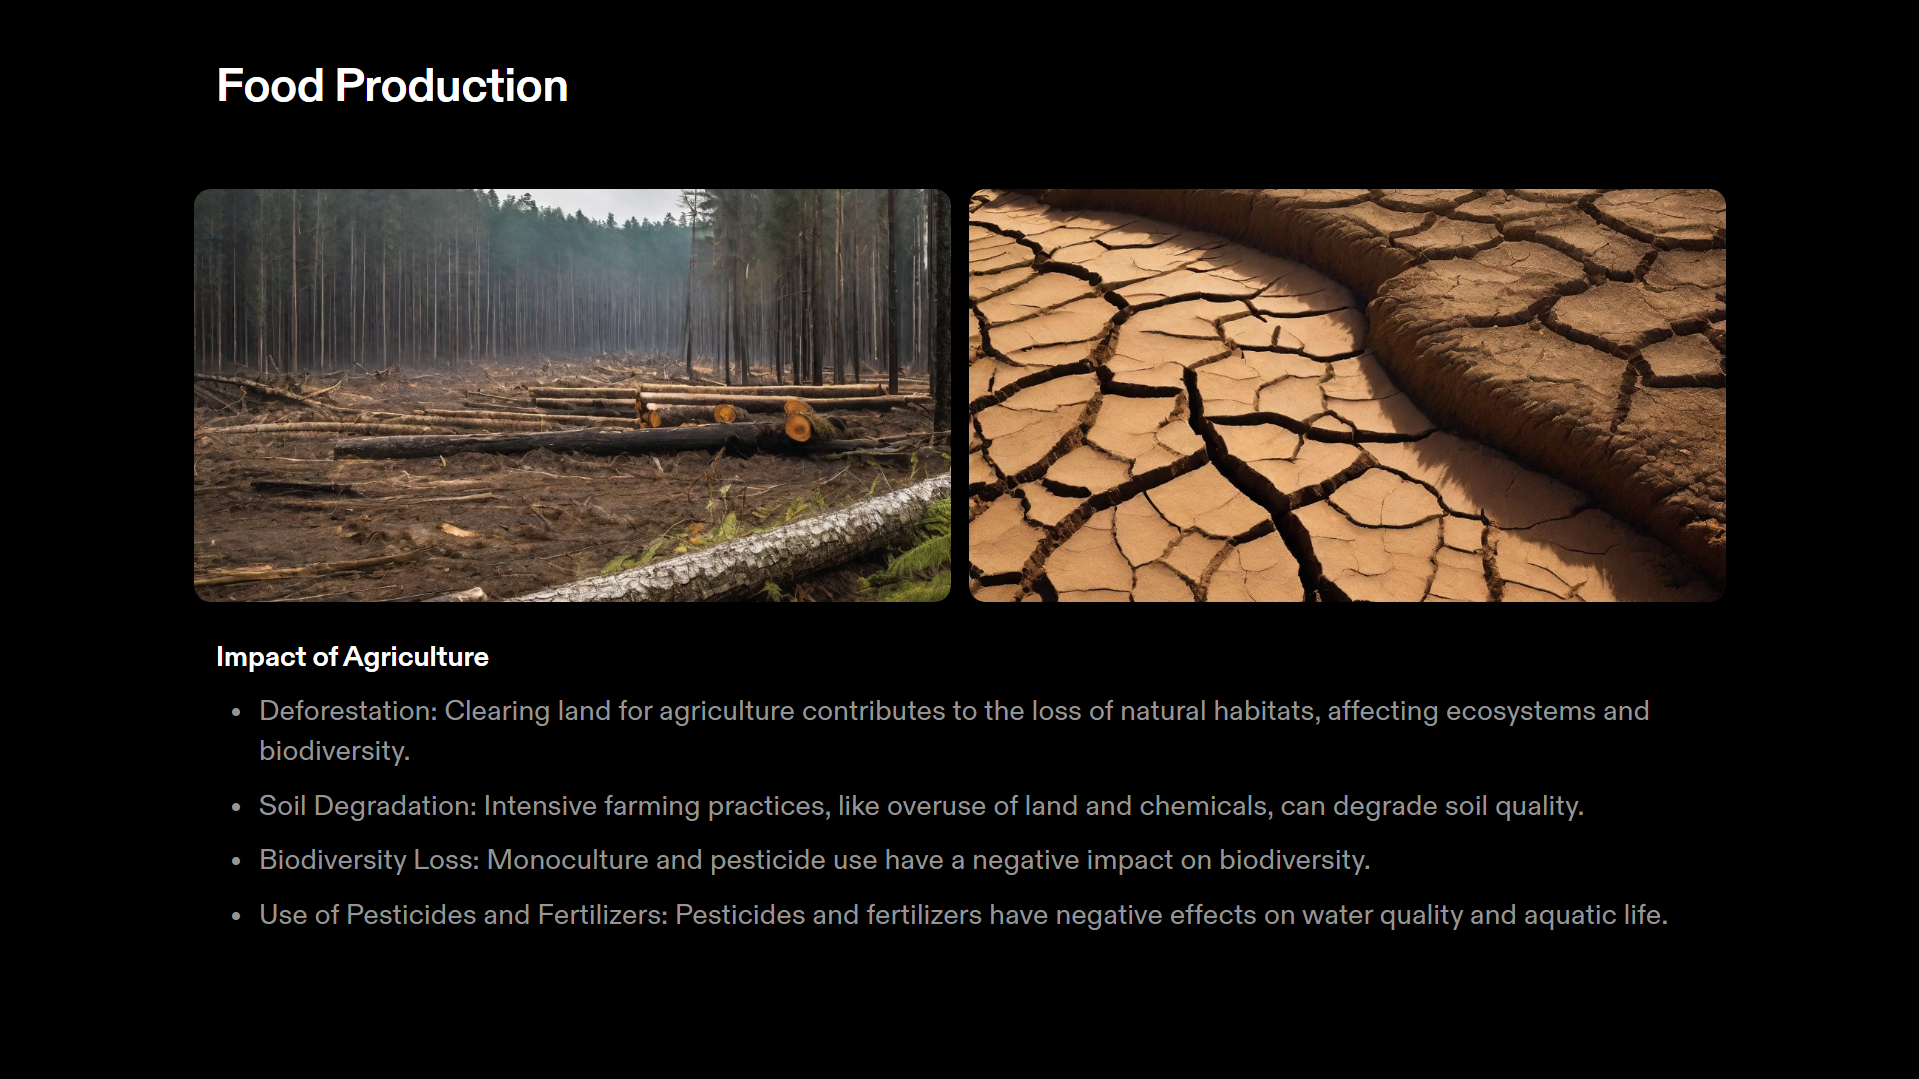 Food Production
Impact of Agriculture
• Deforestation: Clearing land for agriculture contributes to the loss of natural habitats, affecting ecosystems and
biodiversity.
• Soil Degradation: Intensive farming practices, like overuse of land and chemicals, can degrade soil quality.
• Biodiversity Loss: Monoculture and pesticide use have a negative impact on biodiversity.
• Use of Pesticides and Fertilizers: Pesticides and fertilizers have negative effects on water quality and aquatic life.